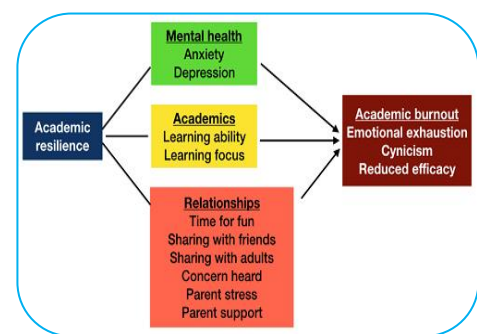 Mental health
Anxiety
Depression
Academic
resilience
Academics
Learning ability
Learning focus
Academic burnout
Emotional exhaustion
Cynicism
Reduced efficacy
Relationships
Time for fun
Sharing with friends
Sharing with adults
Concern heard
Parent stress
Parent support